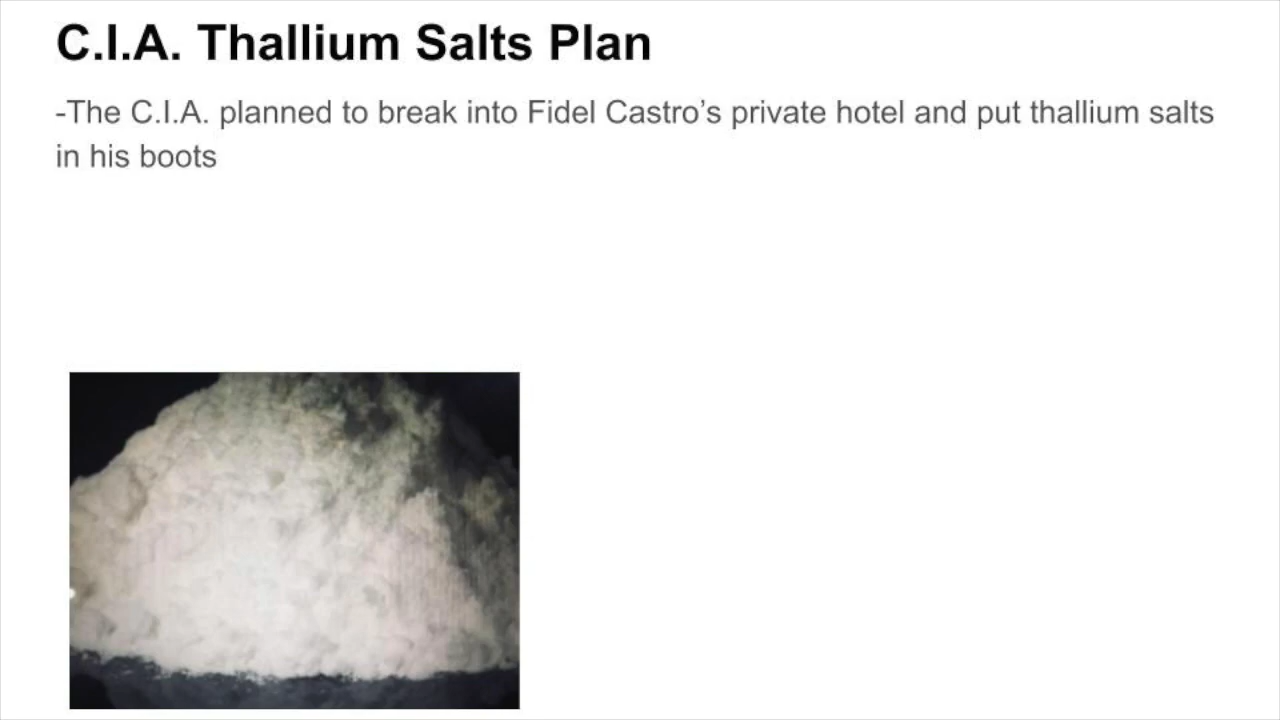 C.I.A. Thallium Salts Plan
-The C.I.A. planned to break into Fidel Castro’s private hotel and put thallium salts
in his boots